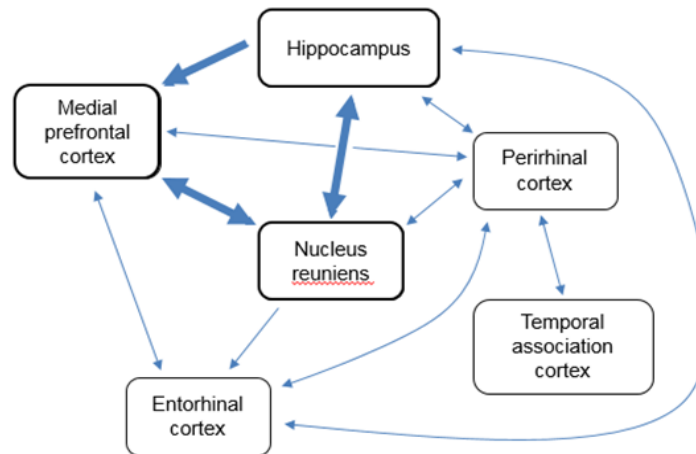 Hippocampus
Medial
prefrontal
cortex
Perirhinal
cortex
Nucleus
reuniens
Temporal
association
cortex
Entorhinal
cortex